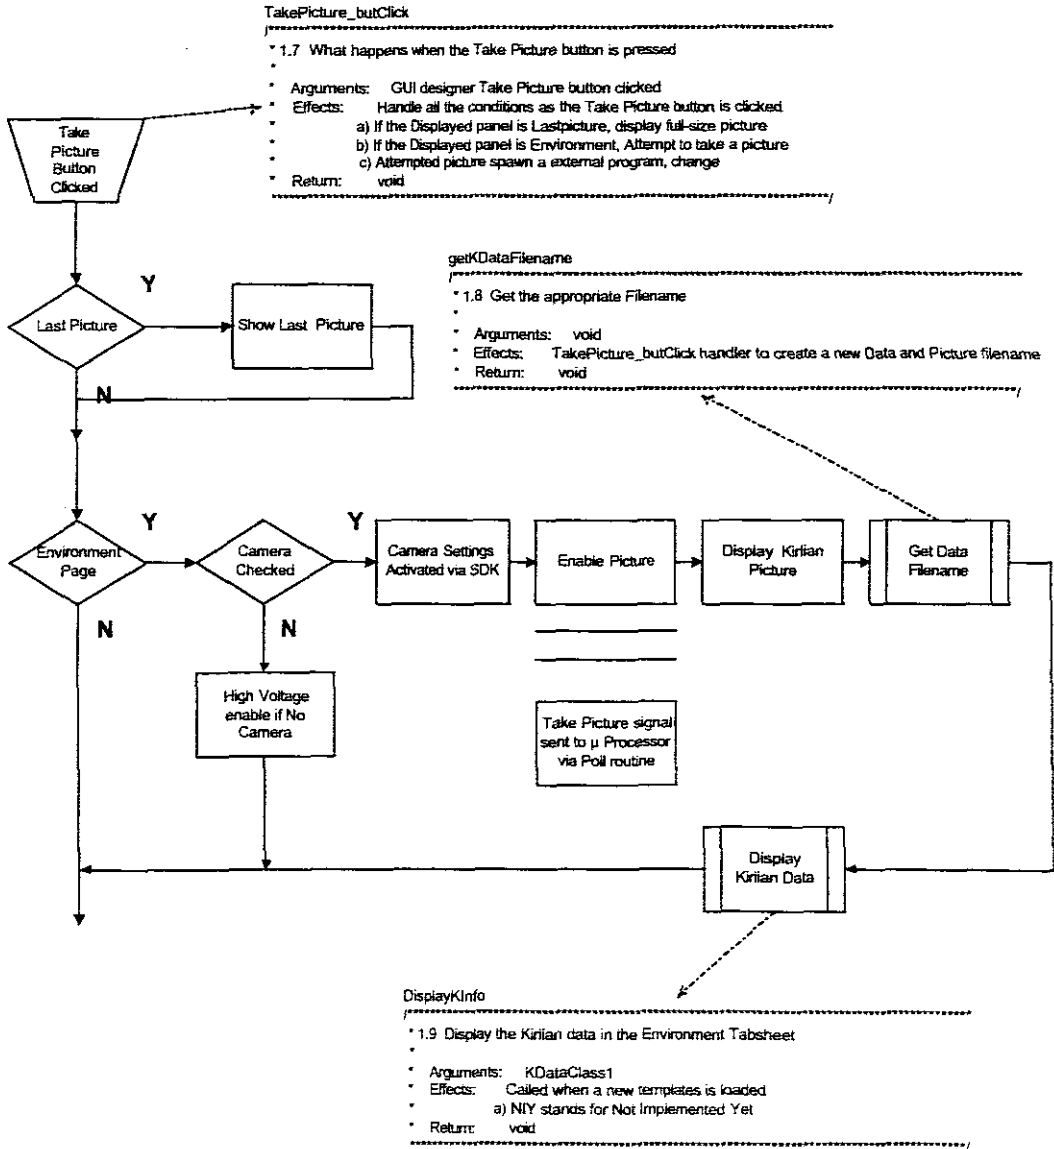 TakePicture_butClick
/*******************************************************************
* 1.7 What happens when the Take Picture button is pressed
*
* Arguments: GUI designer Take Picture button clicked
* Effects: Handle all the conditions as the Take Picture button is clicked
* a) If the Displayed panel is Lastpicture, display full-size picture
* b) If the Displayed panel is Environment, Attempt to take a picture
* c) Attempted picture spawn a external program, change
* Return: void
*******************************************************************/
Take
Picture
Button
Clicked
getKDataFilename
/*******************************************************************
* 1.8 Get the appropriate Filename
*
* Arguments: void
* Effects: TakePicture_butClick handler to create a new Data and Picture filename
* Return: void
*******************************************************************/
Y
Last Picture
Show Last Picture
N
Y
Y
Environment
Page
Camera
Checked
Camera Settings
Activated via SDK
Enable Picture
Display Kirlian
Picture
Get Data
Filename
N
N
High Voltage
enable if No
Camera
Take Picture signal
sent to µ Processor
via Poll routine
Display
Kirlian Data
DisplayKInfo
/*******************************************************************
* 1.9 Display the Kirlian data in the Environment Tabsheet
*
* Arguments: KDataClass1
* Effects: Called when a new templates is loaded
* a) NIY stands for Not Implemented Yet
* Return: void
*******************************************************************/